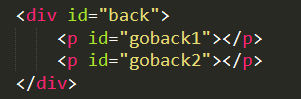 <div id="back">
    <p id="goback1"></p>
    <p id="goback2"></p>
</div>